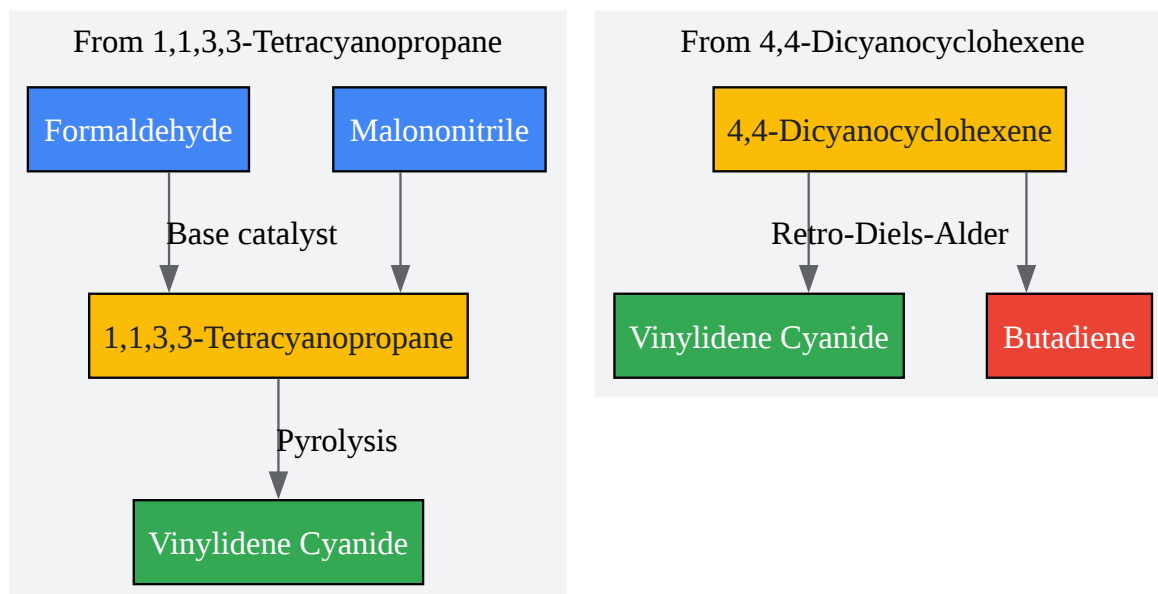 From 1,1,3,3-Tetracyanopropane
Formaldehyde
Malononitrile
Base catalyst
1,1,3,3-Tetracyanopropane
Pyrolysis
Vinylidene Cyanide
From 4,4-Dicyanocyclohexene
4,4-Dicyanocyclohexene
Retro-Diels-Alder
Vinylidene Cyanide
Butadiene